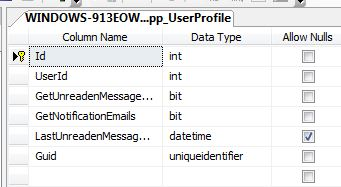 WINDOWS-913EOW...pp_UserProfile
Column Name Data Type Allow Nulls
Id int
UserId int
GetUnreadenMessage... bit
GetNotificationEmails bit
LastUnreadenMessag... datetime
Guid uniqueidentifier